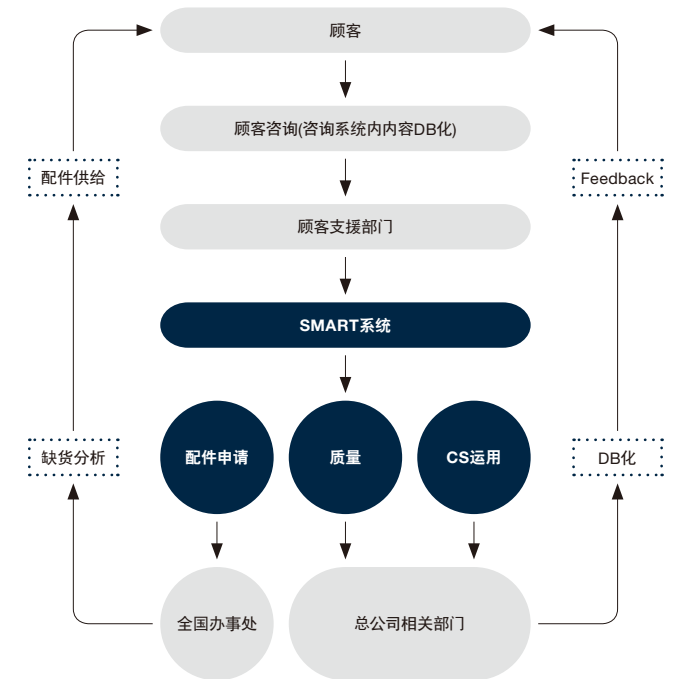 顾客
顾客咨询(咨询系统内内容DB化)
配件供给
Feedback
顾客支援部门
SMART系统
配件申请
质量
CS运用
缺货分析
DB化
全国办事处
总公司相关部门